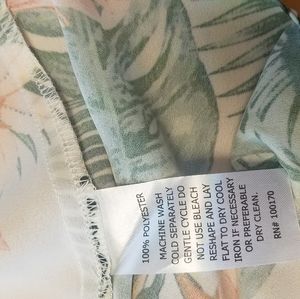 100% POLYESTER
MACHINE WASH
COLD SEPARATELY
GENTLE CYCLE DO
NOT USE BLEACH
RESHAPE AND LAY
FLAT TO DRY COOL
IRON IF NECESSARY
OR PREFERABLE
DRY CLEAN.
RN# 100170